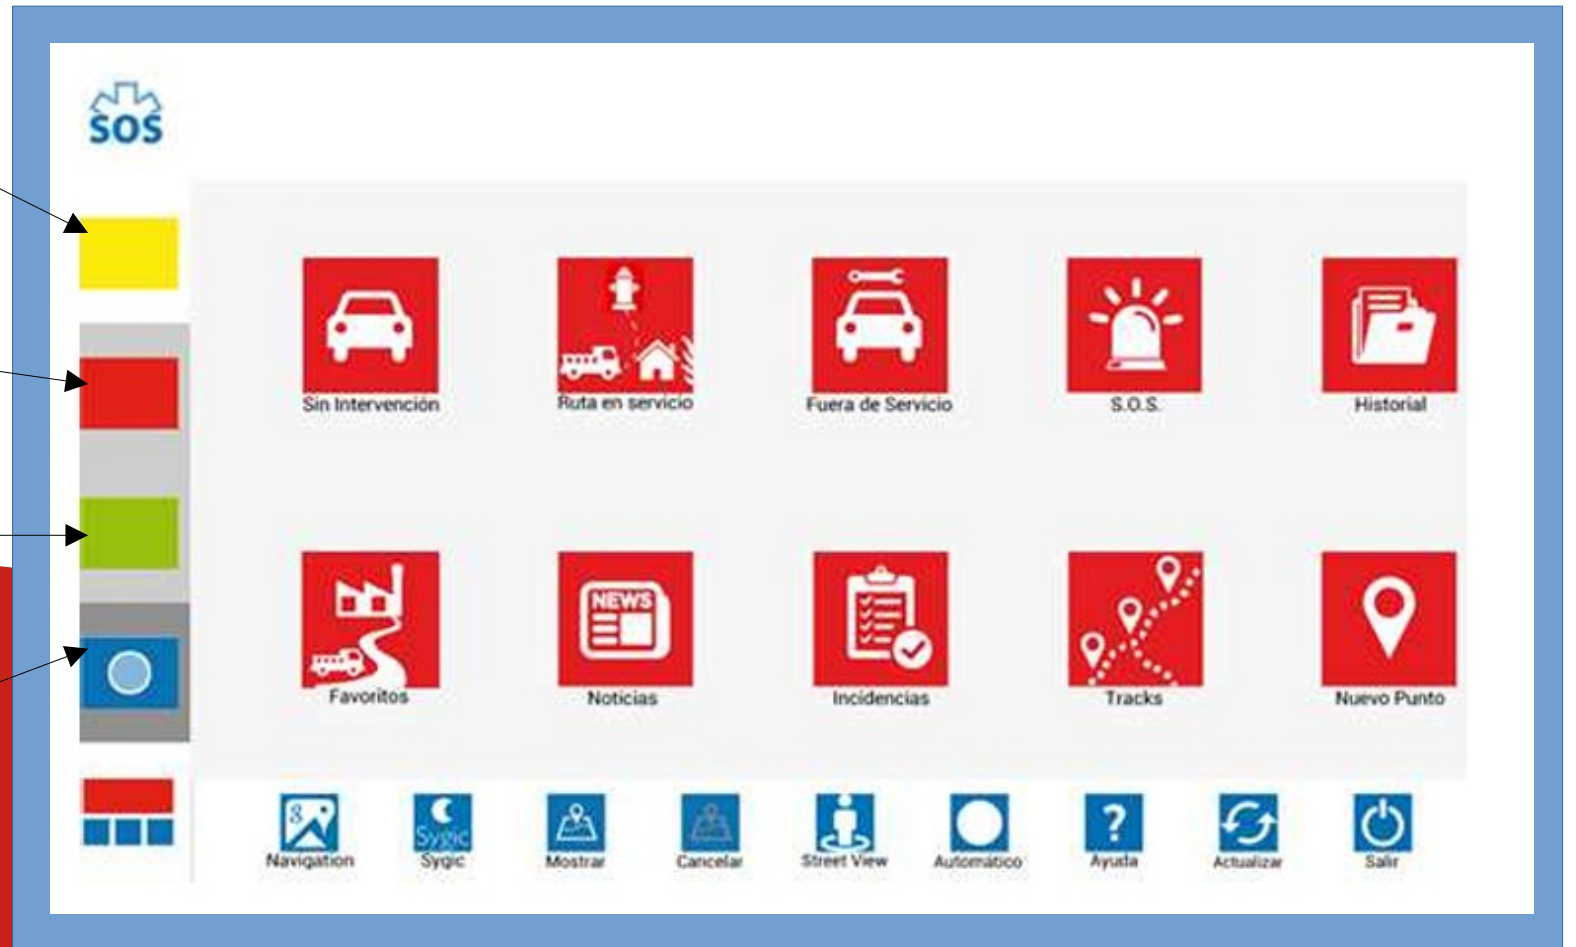 SOS
Sin Intervención
Ruta en servicio
Fuera de Servicio
S.O.S.
Historial
NEWS
Favoritos
Noticias
Incidencias
Tracks
Nuevo Punto
g
Sygic
Navigation
Sygic
Mostrar
Cancelar
Street View
Automático
?
Ayuda
Actualizar
Salir